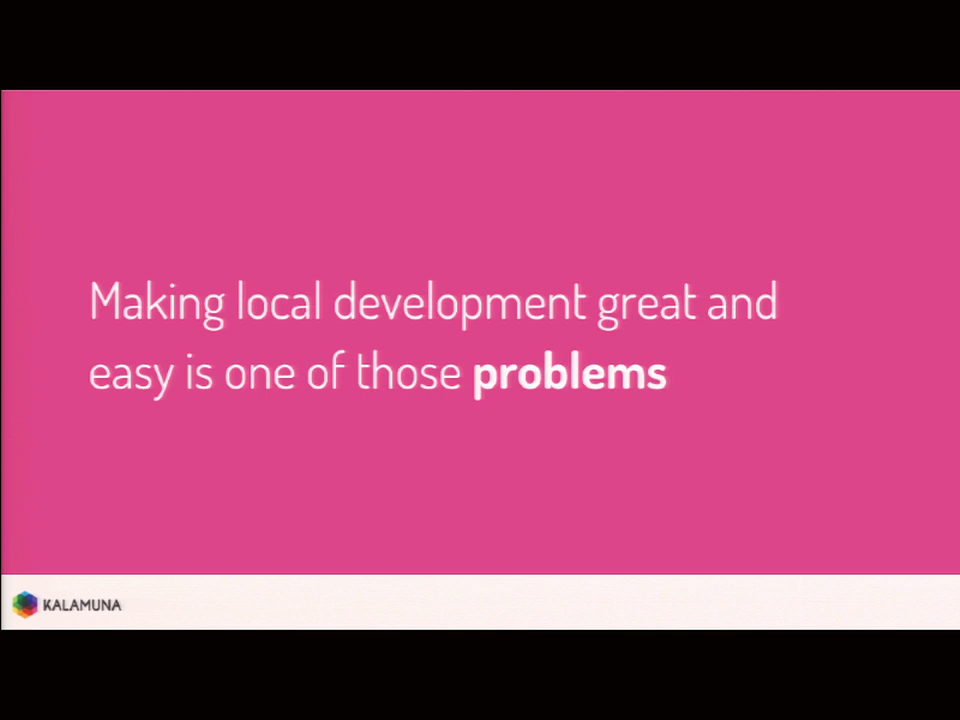 Making local development great and
easy is one of those problems
KALAMUNA